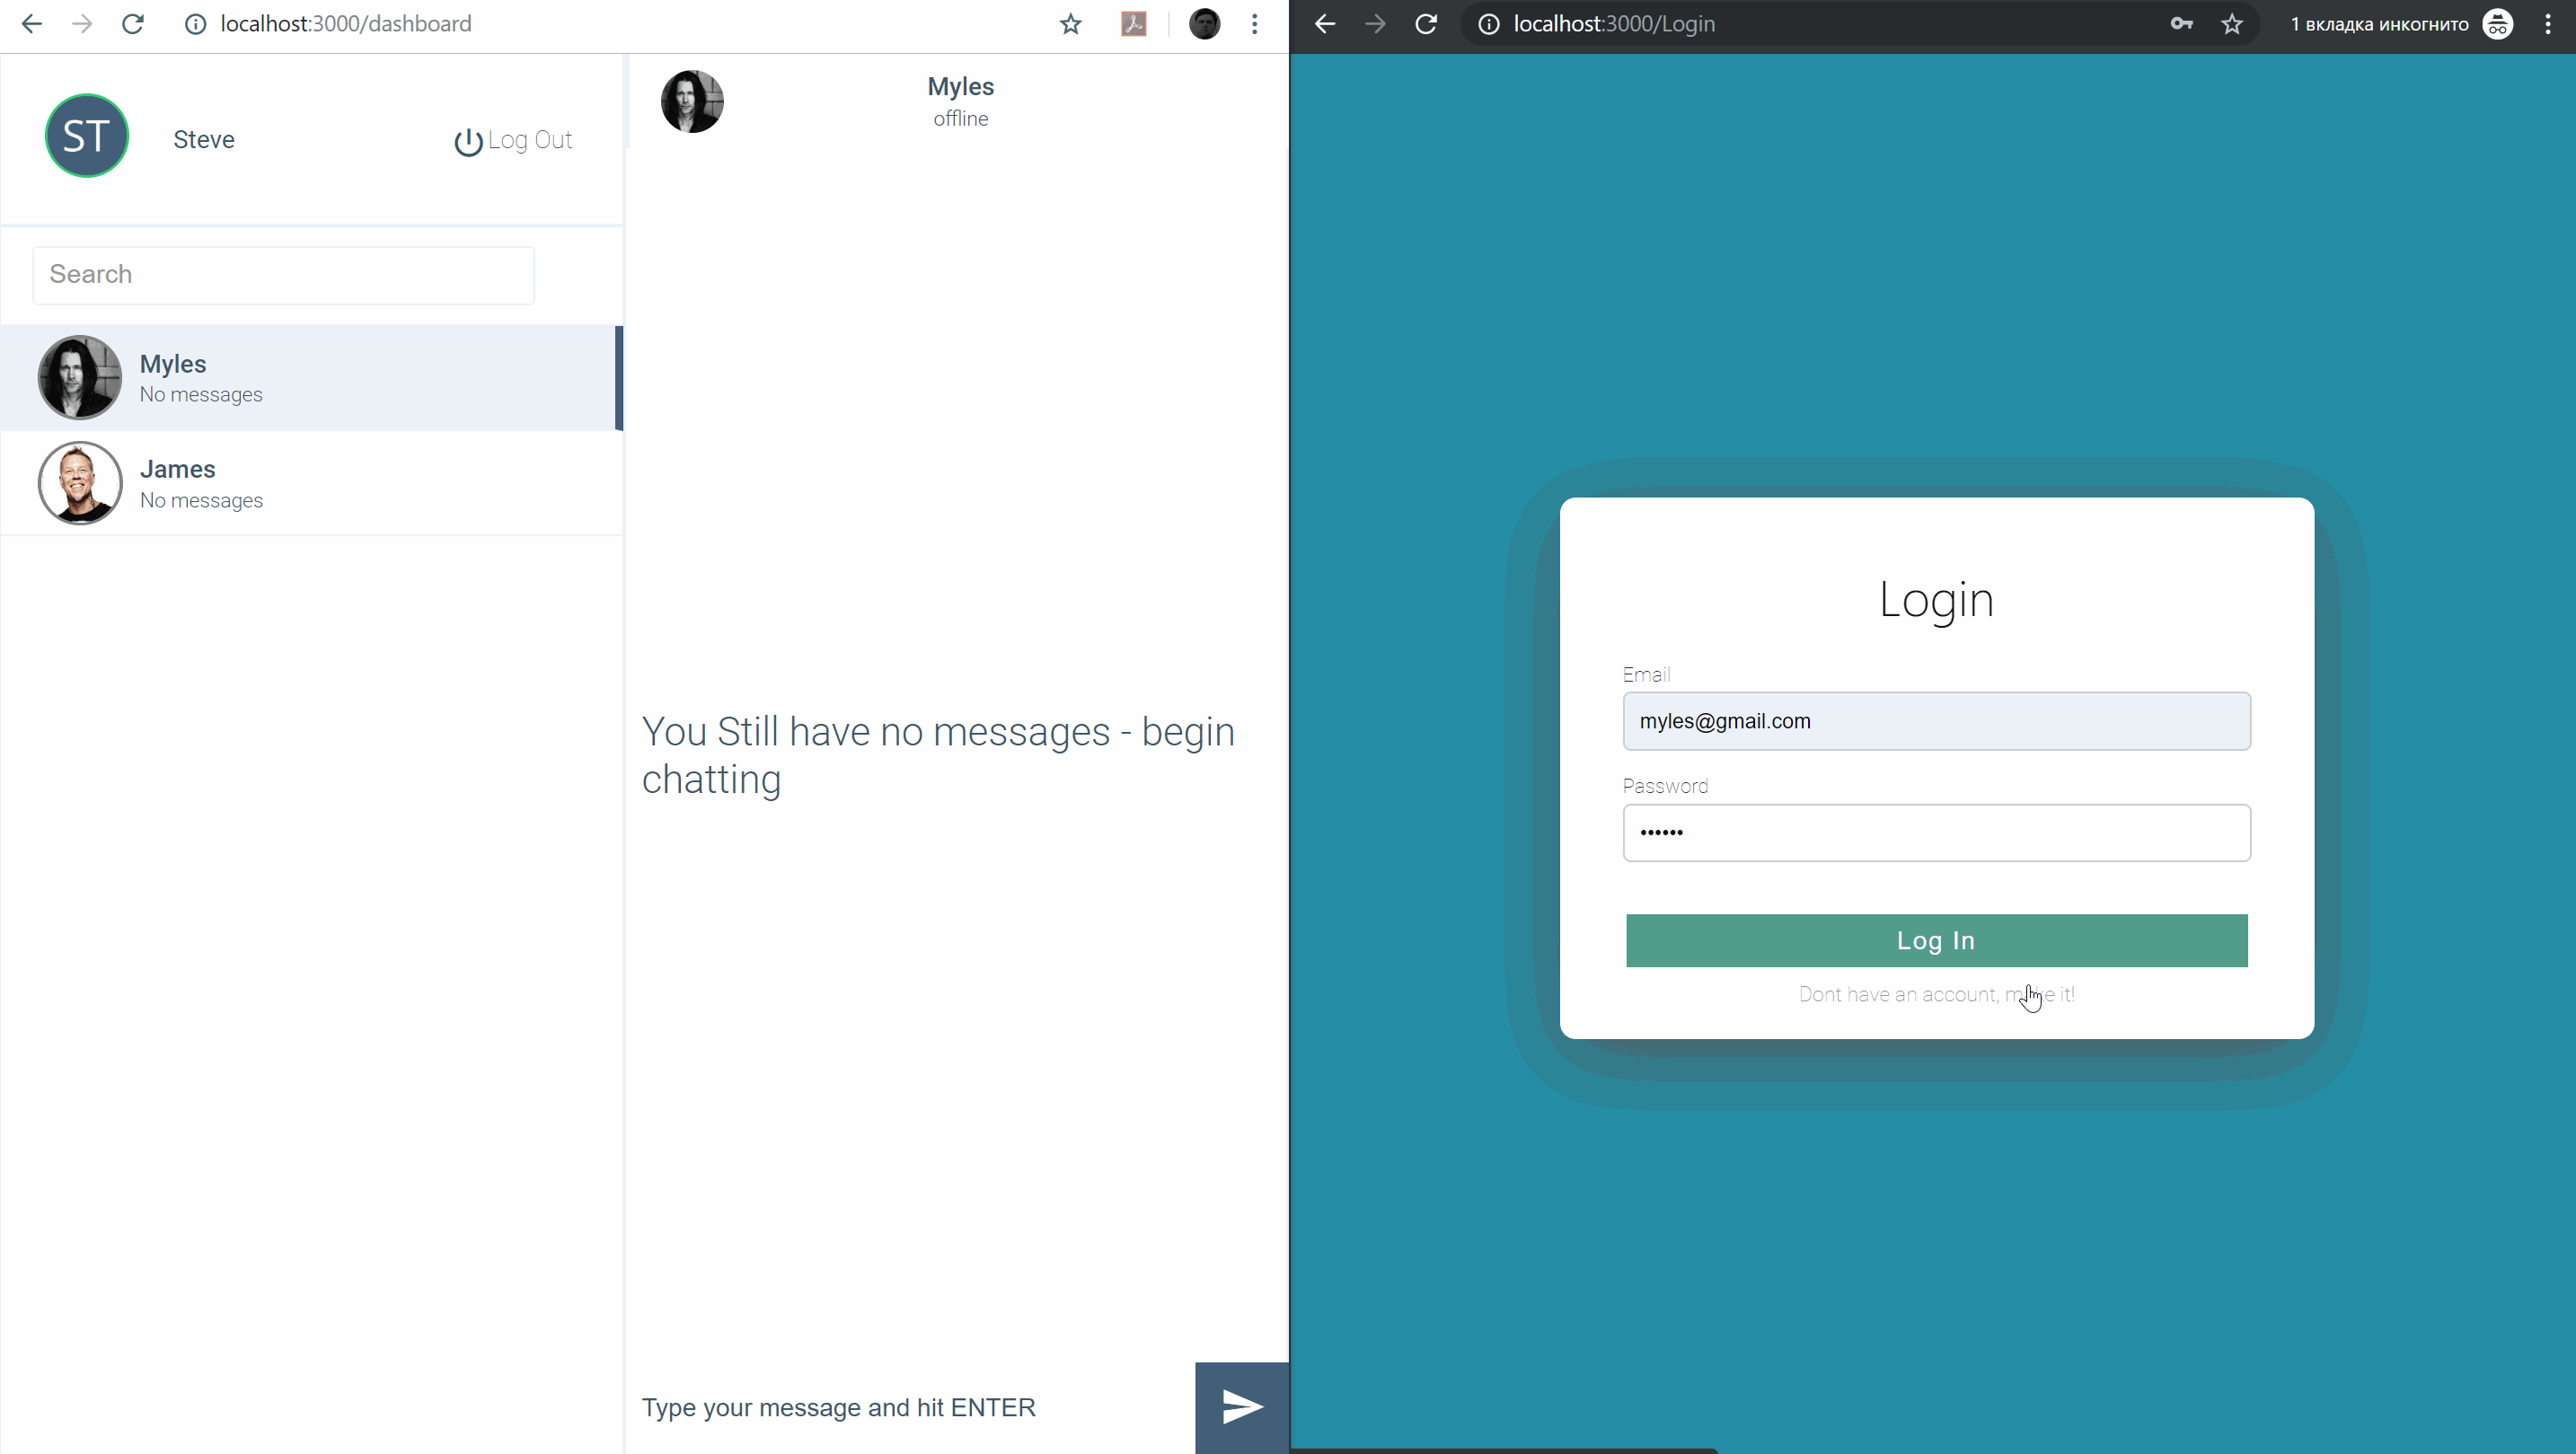 localhost:3000/dashboard
ST
Steve
Log Out
Search
Myles
No messages
James
No messages
Myles
offline
You Still have no messages - begin
chatting
Type your message and hit ENTER
localhost:3000/Login
1 вкладка инкогнито
Login
Email
myles@gmail.com
Password
••••••
Log In
Dont have an account, make it!